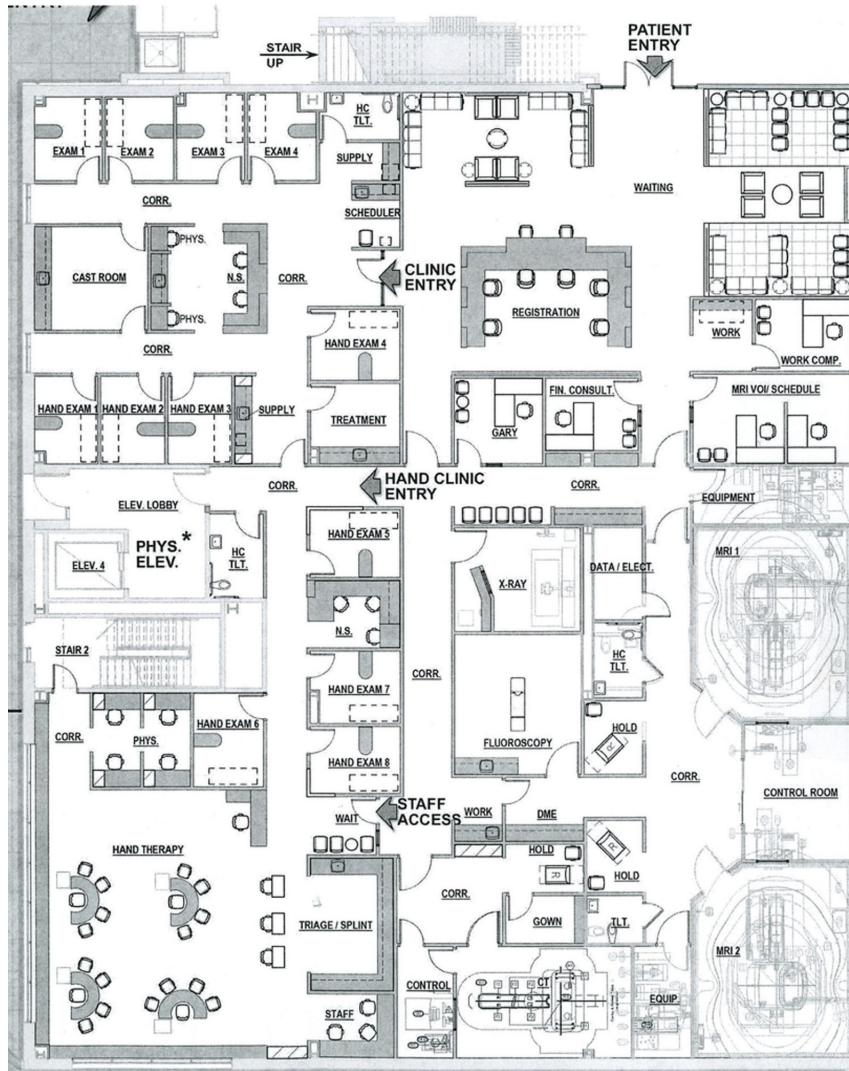 PATIENT
ENTRY
STAIR
UP
HC
TLT.
EXAM 1
EXAM 2
EXAM 3
EXAM 4
SUPPLY
CORR.
WAITING
SCHEDULER
PHYS.
CAST ROOM
N.S.
CORR.
CLINIC
ENTRY
REGISTRATION
PHYS.
WORK
CORR.
HAND EXAM 4
WORK COMP.
HAND EXAM 1
HAND EXAM 2
HAND EXAM 3
SUPPLY
TREATMENT
GARY
FIN. CONSULT.
MRI VOI/ SCHEDULE
CORR.
HAND CLINIC
ENTRY
CORR.
EQUIPMENT
ELEV. LOBBY
PHYS.*
ELEV.
HC
TLT.
ELEV. 4
HAND EXAM 5
X-RAY
DATA / ELECT.
MRI 1
N.S.
STAIR 2
HC
TLT.
CORR.
HAND EXAM 7
HAND EXAM 6
CORR.
PHYS.
FLUOROSCOPY
HOLD
R
HAND EXAM 8
CORR.
CONTROL ROOM
STAFF
ACCESS
WAIT
WORK
DME
HAND THERAPY
HOLD
R
HOLD
R
CORR.
TRIAGE / SPLINT
GOWN
TLT.
MRI 2
CONTROL
CT
EQUIP.
STAFF